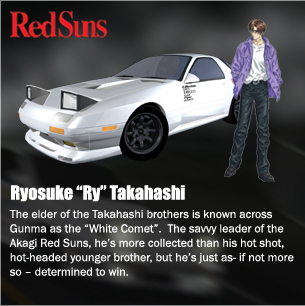 RedSuns
Ryosuke “Ry” Takahashi
The elder of the Takahashi brothers is known across
Gunma as the “White Comet”.  The savvy leader of the
Akagi Red Suns, he’s more collected than his hot shot,
hot-headed younger brother, but he’s just as- if not more
so – determined to win.